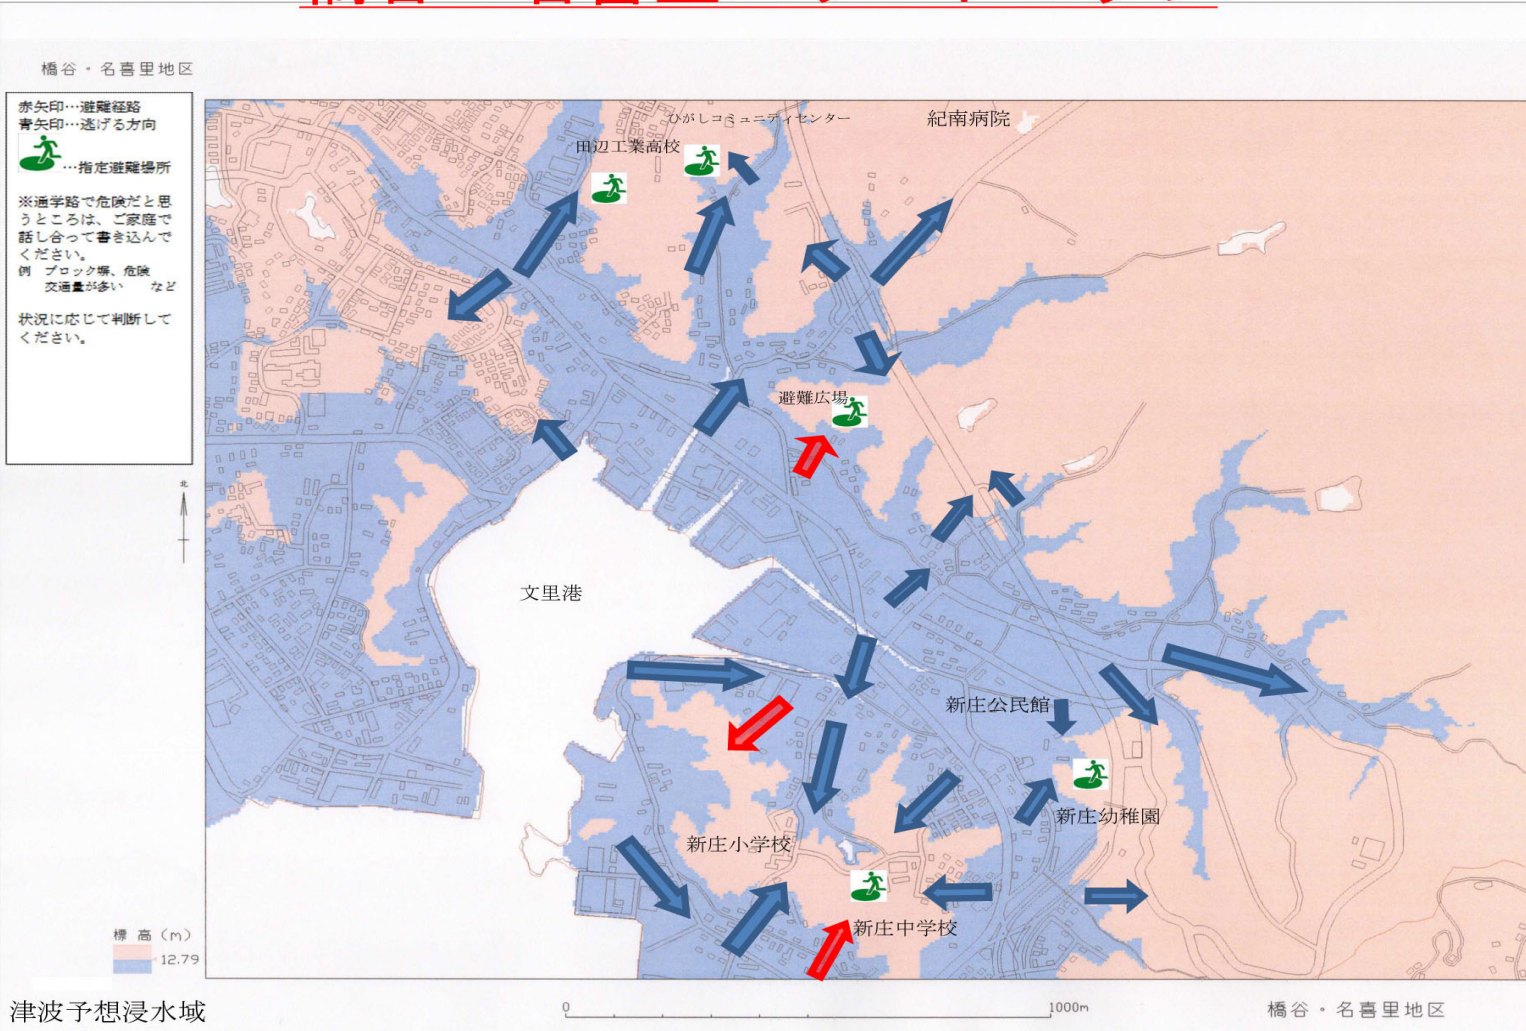 橋谷・名喜里地区
赤矢印…避難経路
青矢印…逃げる方向
…指定避難場所
※通学路で危険だと思
うところは、ご家庭で
話し合って書き込んで
ください。
例 ブロック塀、危険
交通量が多い など
状況に応じて判断して
ください。
北
ひがしコミュニティセンター
紀南病院
田辺工業高校
避難広場
文里港
新庄公民館
新庄幼稚園
新庄小学校
新庄中学校
標高(m)
12.79
津波予想浸水域
0
1000m
橋谷・名喜里地区